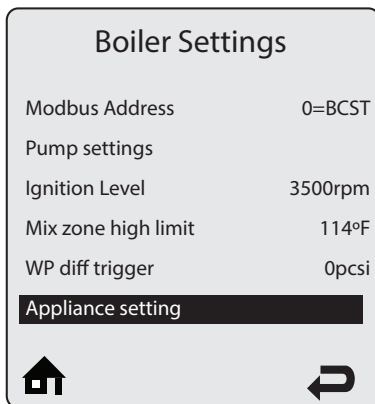 Boiler Settings
Modbus Address 0=BCST
Pump settings
Ignition Level 3500rpm
Mix zone high limit 114ºF
WP diff trigger 0pcsi
Appliance setting